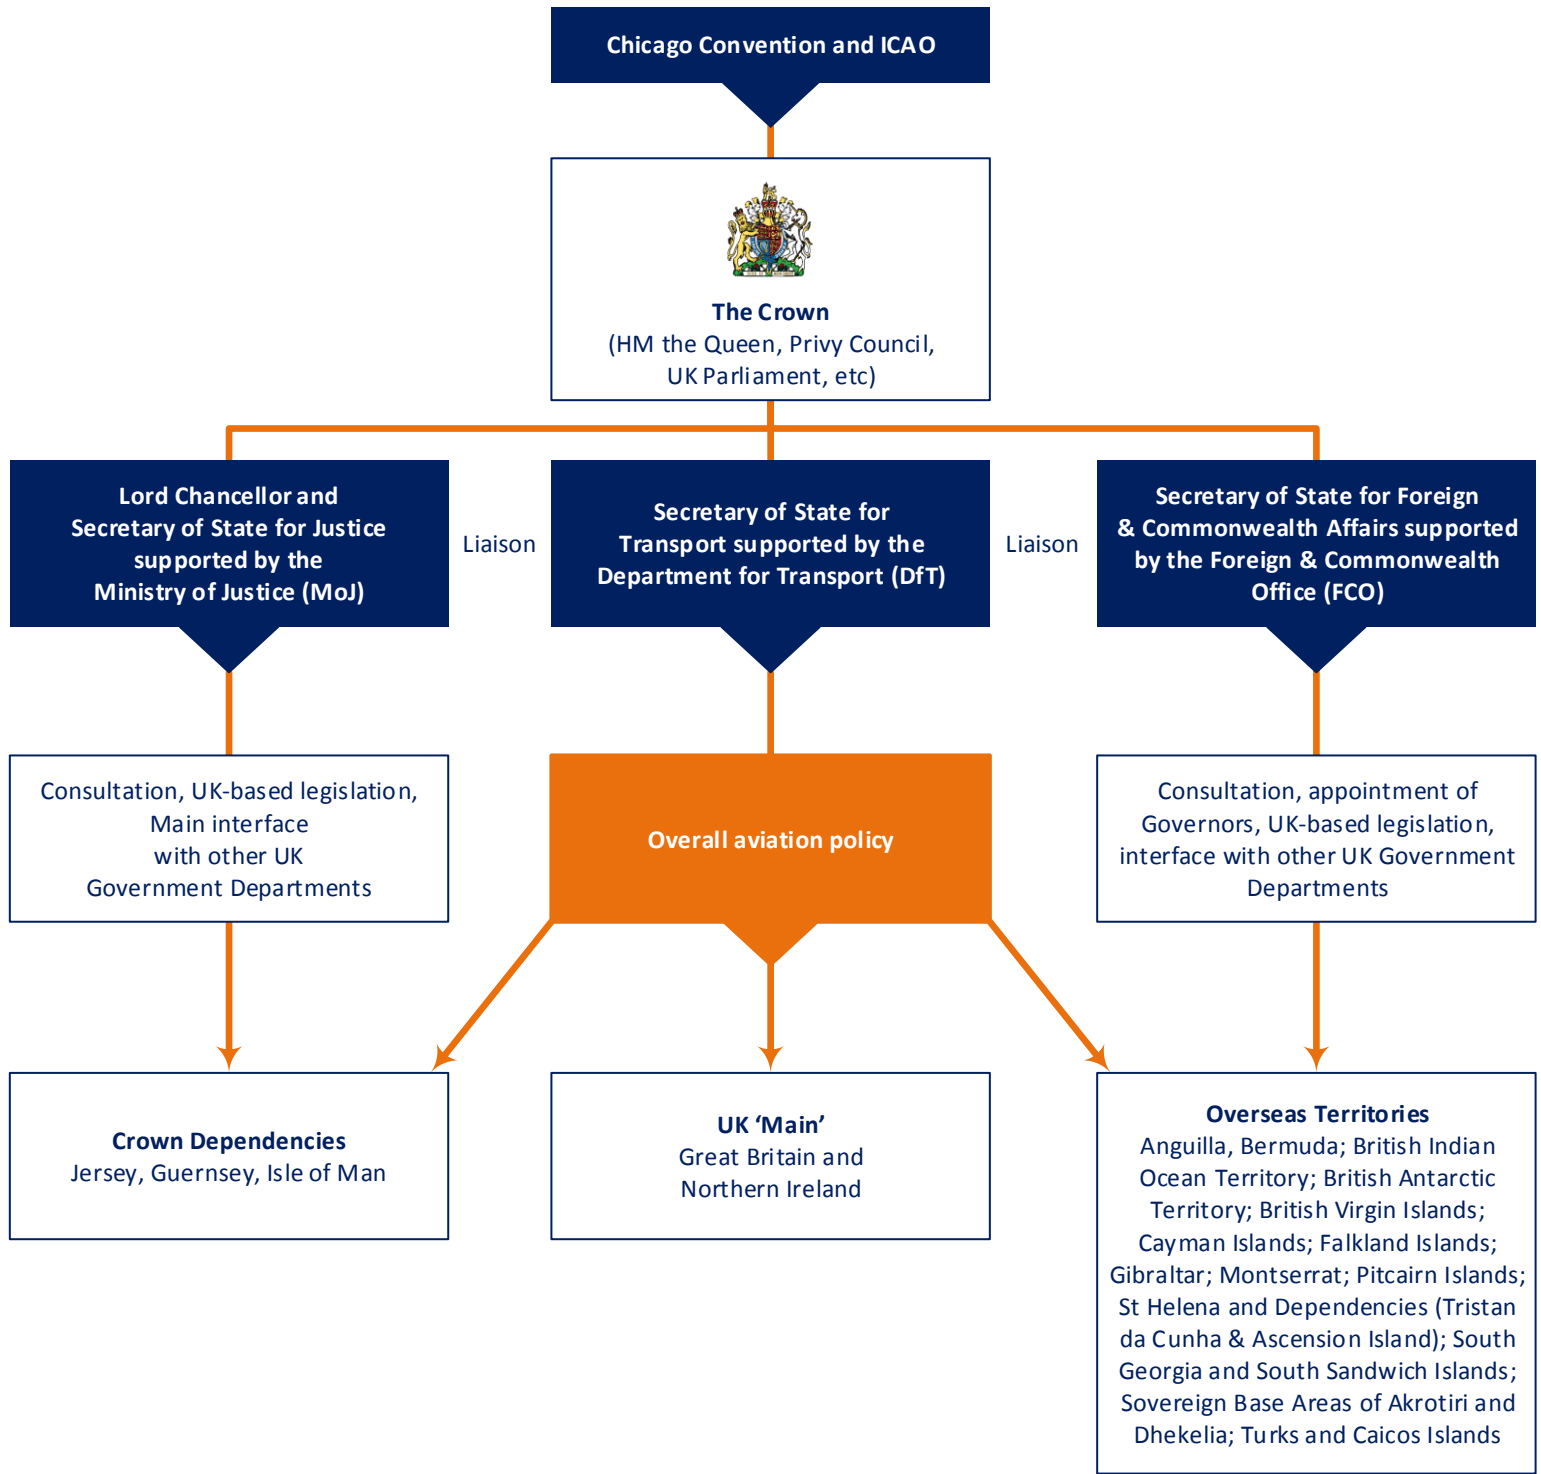 Chicago Convention and ICAO
The Crown
(HM the Queen, Privy Council,
UK Parliament, etc)
Lord Chancellor and
Secretary of State for Justice
supported by the
Ministry of Justice (MoJ)
Liaison
Secretary of State for
Transport supported by the
Department for Transport (DfT)
Liaison
Secretary of State for Foreign
& Commonwealth Affairs supported
by the Foreign & Commonwealth
Office (FCO)
Consultation, UK-based legislation,
Main interface
with other UK
Government Departments
Overall aviation policy
Consultation, appointment of
Governors, UK-based legislation,
interface with other UK Government
Departments
Crown Dependencies
Jersey, Guernsey, Isle of Man
UK ‘Main’
Great Britain and
Northern Ireland
Overseas Territories
Anguilla, Bermuda; British Indian
Ocean Territory; British Antarctic
Territory; British Virgin Islands;
Cayman Islands; Falkland Islands;
Gibraltar; Montserrat; Pitcairn Islands;
St Helena and Dependencies (Tristan
da Cunha & Ascension Island); South
Georgia and South Sandwich Islands;
Sovereign Base Areas of Akrotiri and
Dhekelia; Turks and Caicos Islands